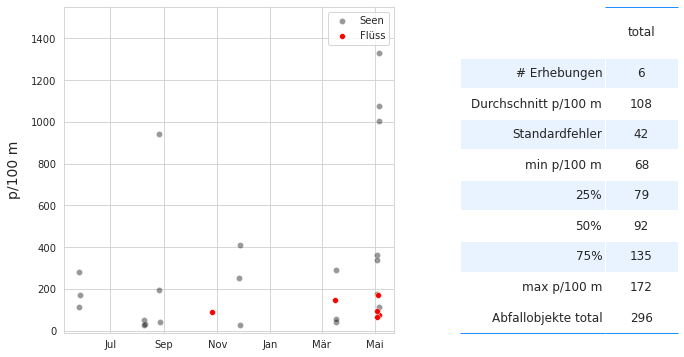 Seen
Flüss
p/100 m
1400
1200
1000
800
600
400
200
0
Jul Sep Nov Jan Mär Mai
total
# Erhebungen 6
Durchschnitt p/100 m 108
Standardfehler 42
min p/100 m 68
25% 79
50% 92
75% 135
max p/100 m 172
Abfallobjekte total 296